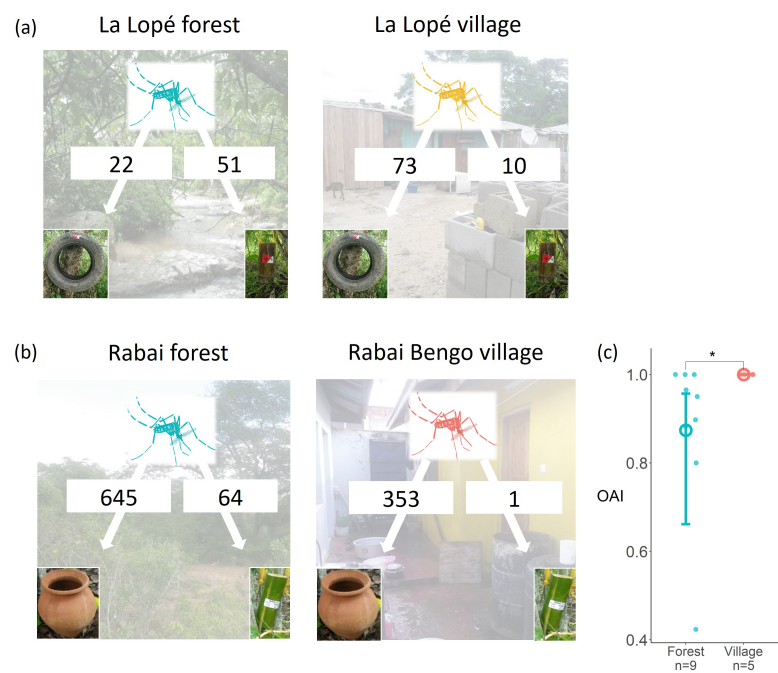 (a)
La Lopé forest
La Lopé village
22
51
73
10
(b)
Rabai forest
Rabai Bengo village
(c)
645
64
353
1
*
OAI
1.0
0.8
0.6
0.4
Forest
n=9
Village
n=5